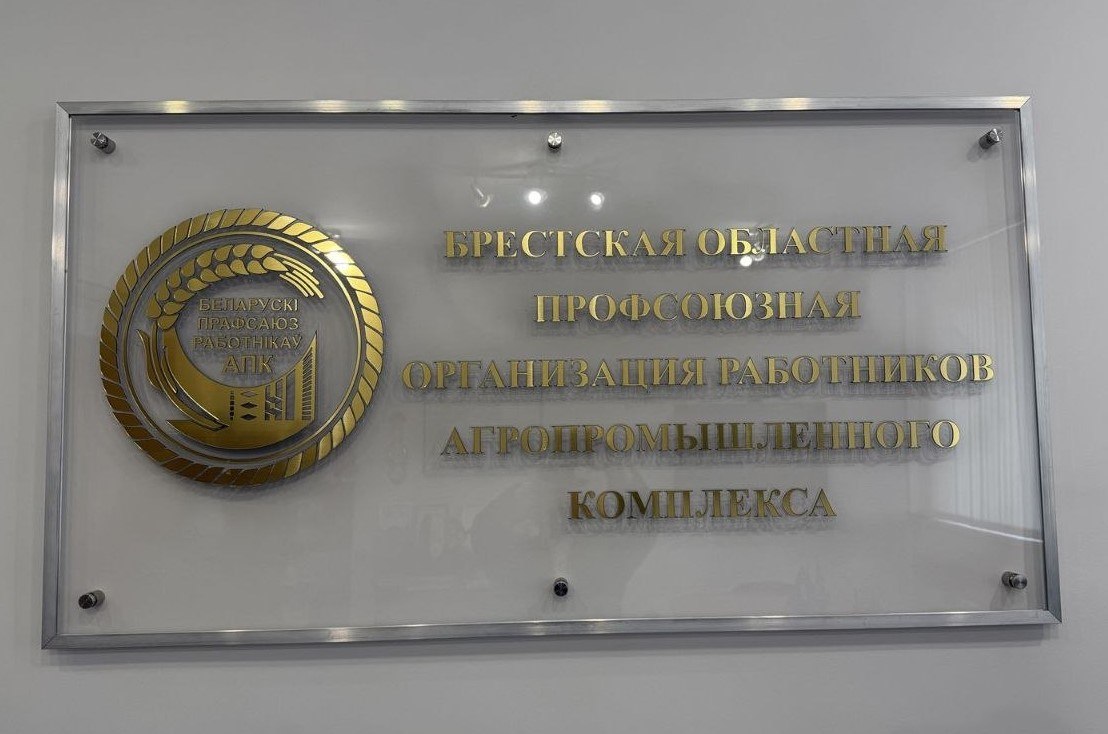 БЕЛАРУСКІ
ПРАФСАЮЗ
РАБОТНІКАЎ
АПК
БРЕСТСКАЯ ОБЛАСТНАЯ
ПРОФСОЮЗНАЯ
ОРГАНИЗАЦИЯ РАБОТНИКОВ
АГРОПРОМЫШЛЕННОГО
КОМПЛЕКСА